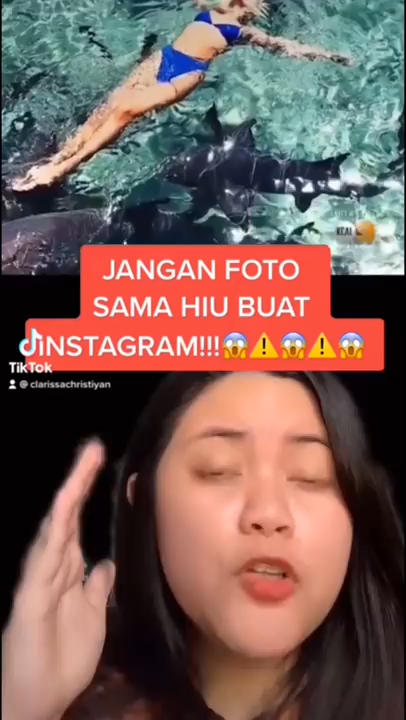 JANGAN FOTO
SAMA HIU BUAT
INSTAGRAM!!!😱⚠️😱⚠️😱
TikTok
@clarissachristiyan